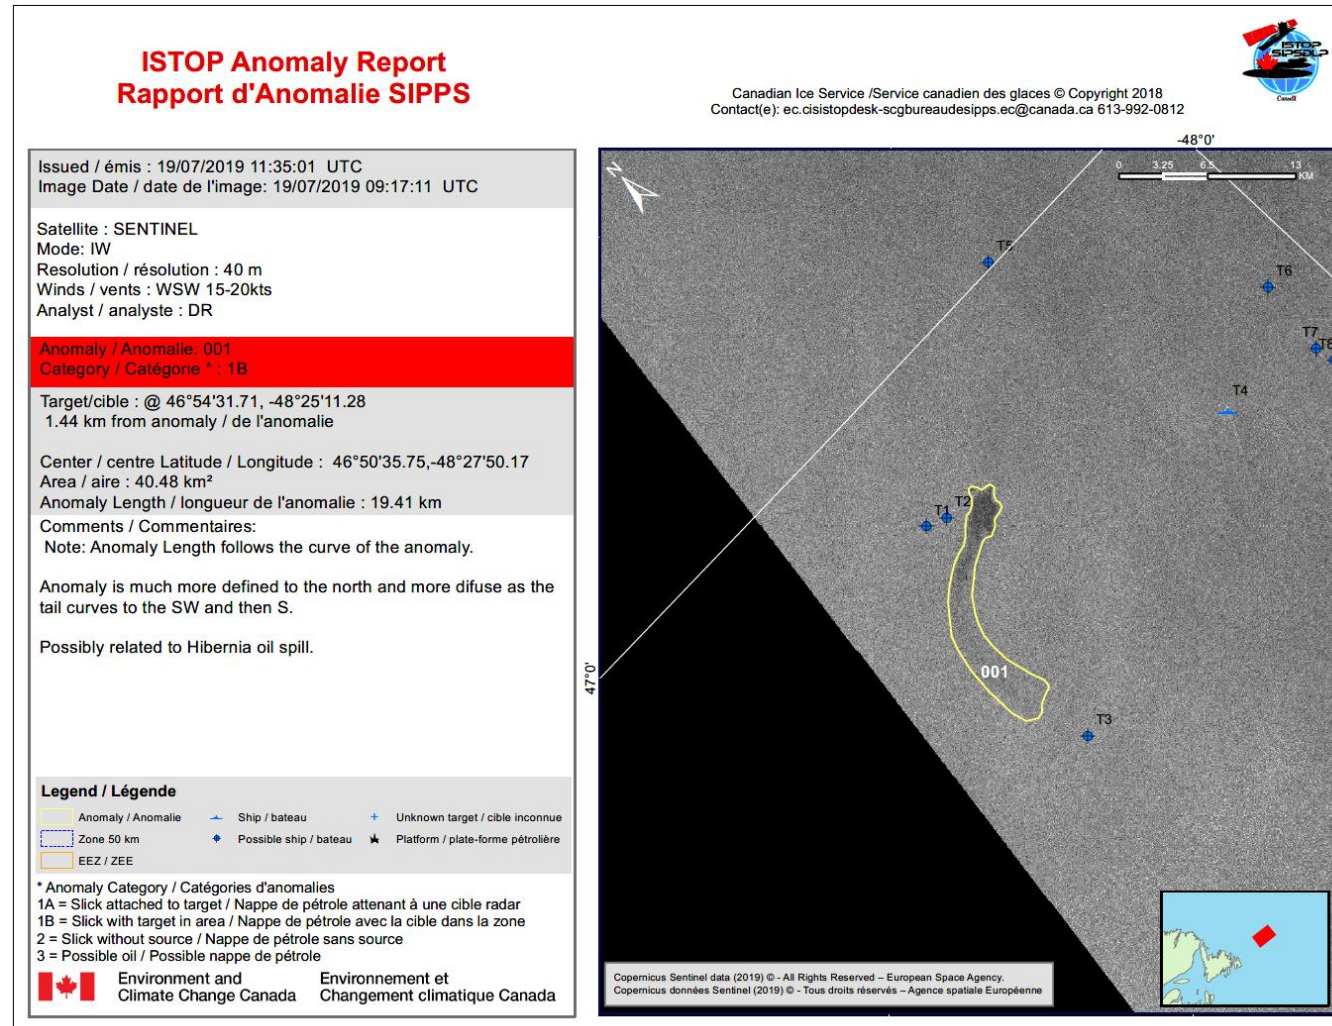 ISTOP Anomaly Report
Rapport d'Anomalie SIPPS
ISTOP
SIPSDLP
Canada
Canadian Ice Service /Service canadien des glaces © Copyright 2018
Contact(e): ec.cisistopdesk-scgbureaudesipps.ec@canada.ca 613-992-0812
Issued / émis : 19/07/2019 11:35:01 UTC
Image Date / date de l'image: 19/07/2019 09:17:11 UTC
Satellite : SENTINEL
Mode: IW
Resolution / résolution : 40 m
Winds / vents : WSW 15-20kts
Analyst / analyste : DR
Anomaly / Anomalie: 001
Category / Catégorie * : 1B
Target/cible : @ 46°54'31.71, -48°25'11.28
1.44 km from anomaly / de l'anomalie
Center / centre Latitude / Longitude : 46°50'35.75,-48°27'50.17
Area / aire : 40.48 km²
Anomaly Length / longueur de l'anomalie : 19.41 km
Comments / Commentaires:
Note: Anomaly Length follows the curve of the anomaly.
Anomaly is much more defined to the north and more difuse as the
tail curves to the SW and then S.
Possibly related to Hibernia oil spill.
Legend / Légende
Anomaly / Anomalie
Ship / bateau
Unknown target / cible inconnue
Zone 50 km
Possible ship / bateau
Platform / plate-forme pétrolière
EEZ / ZEE
* Anomaly Category / Catégories d'anomalies
1A = Slick attached to target / Nappe de pétrole attenant à une cible radar
1B = Slick with target in area / Nappe de pétrole avec la cible dans la zone
2 = Slick without source / Nappe de pétrole sans source
3 = Possible oil / Possible nappe de pétrole
Environment and
Climate Change Canada
Environnement et
Changement climatique Canada
-48°0'
N
0 3.25 6.5 13
KM
T5
T6
T7
T8
T4
T1
T2
001
T3
47°0'
Copernicus Sentinel data (2019) © - All Rights Reserved – European Space Agency.
Copernicus données Sentinel (2019) © - Tous droits réservés – Agence spatiale Européenne